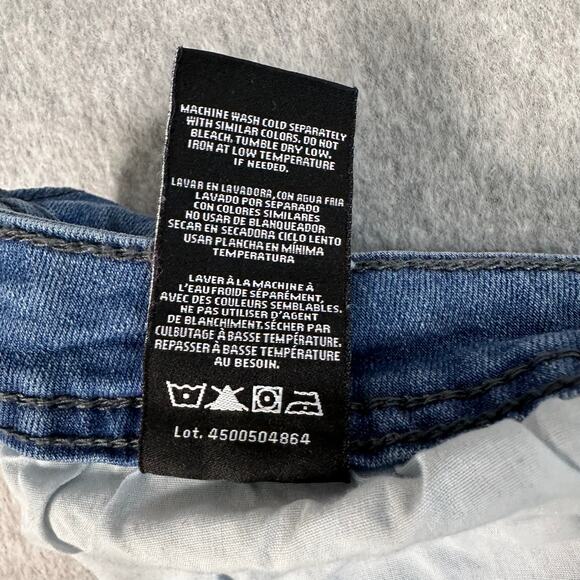 MACHINE WASH COLD SEPARATELY
WITH SIMILAR COLORS. DO NOT
BLEACH. TUMBLE DRY LOW.
IRON AT LOW TEMPERATURE
IF NEEDED.
LAVAR EN LAVADORA, CON AGUA FRIA
LAVADO POR SEPARADO
CON COLORES SIMILARES
NO USAR DE BLANQUEADOR
SECAR EN SECADORA CICLO LENTO
USAR PLANCHA EN MÍNIMA
TEMPERATURA
LAVER À LA MACHINE À
L'EAU FROIDE SÉPARÉMENT,
AVEC DES COULEURS SEMBLABLES.
NE PAS UTILISER D'AGENT
DE BLANCHIMENT. SÉCHER PAR
CULBUTAGE À BASSE TEMPÉRATURE.
REPASSER À BASSE TEMPÉRATURE
AU BESOIN.
Lot. 4500504864